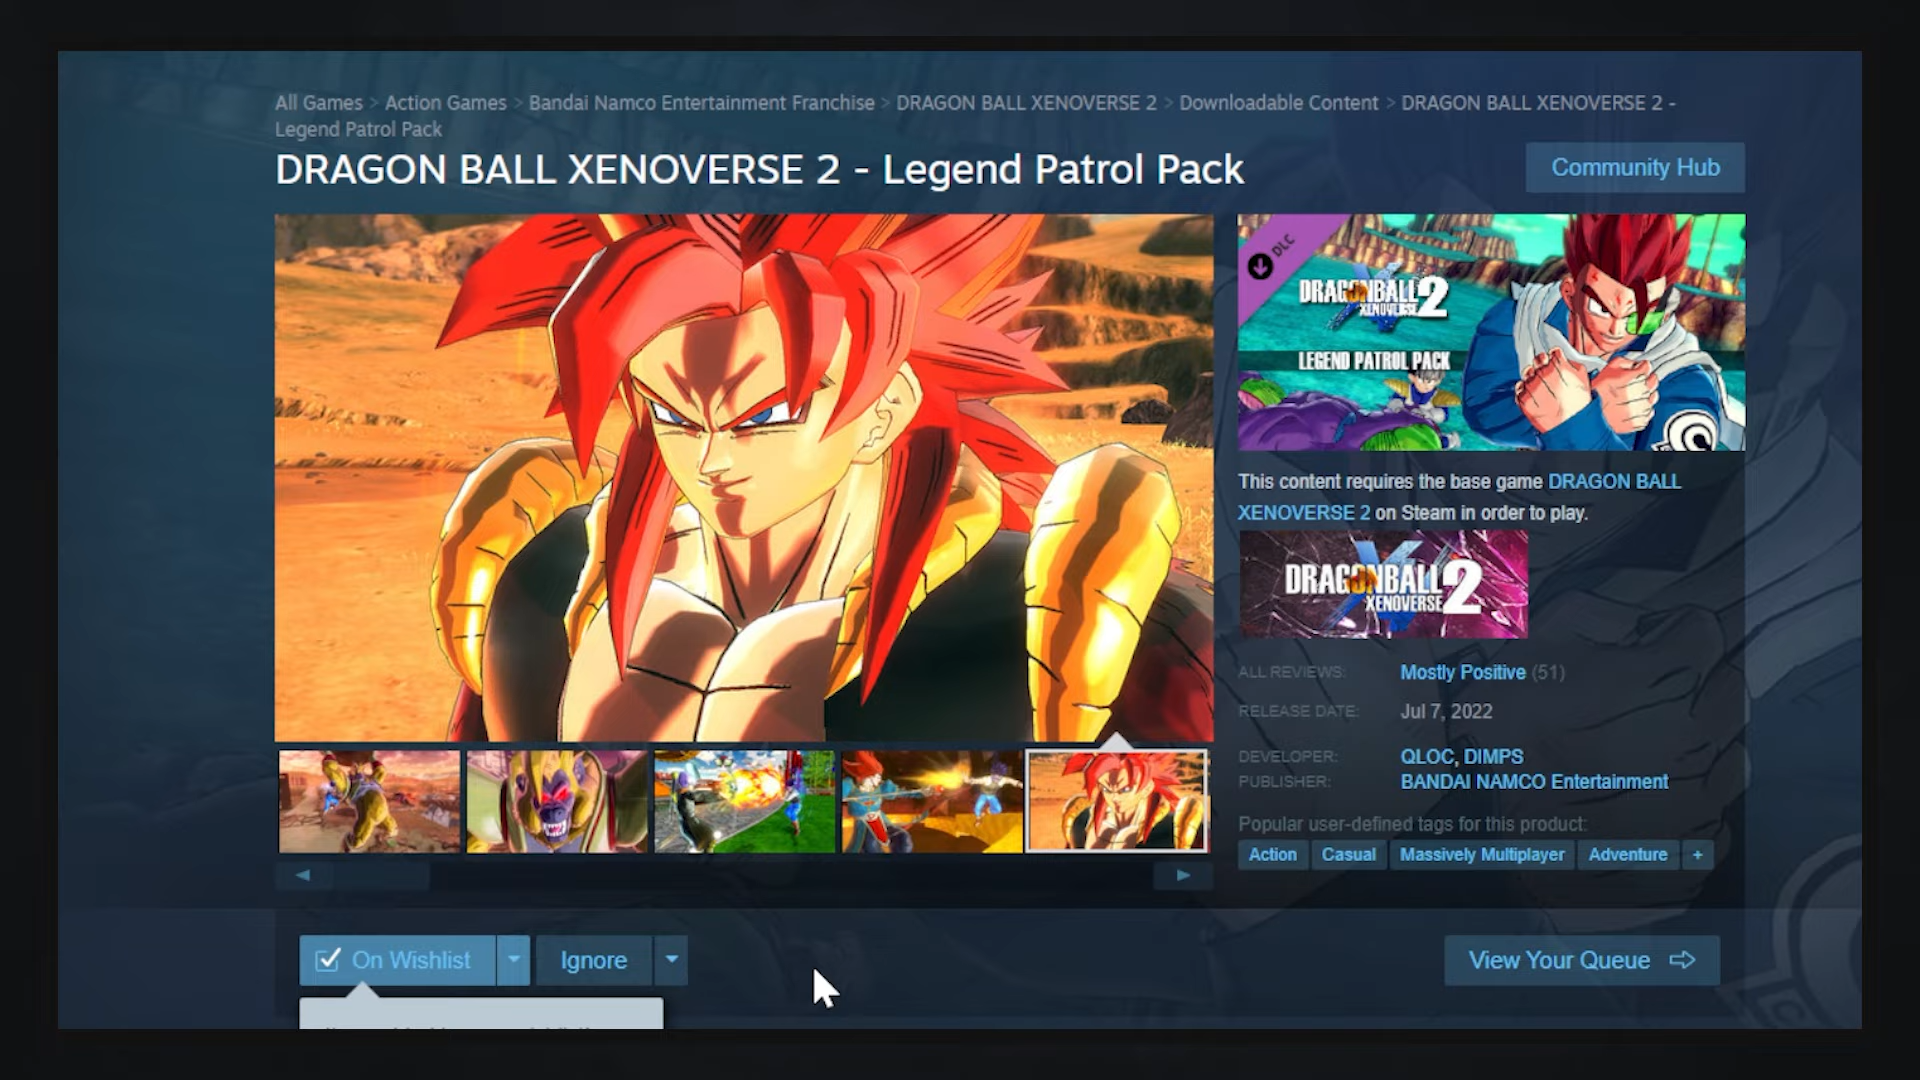 All Games > Action Games > Bandai Namco Entertainment Franchise > DRAGON BALL XENOVERSE 2 > Downloadable Content > DRAGON BALL XENOVERSE 2 -
Legend Patrol Pack
DRAGON BALL XENOVERSE 2 - Legend Patrol Pack
Community Hub
DLC
DRAGONBALL 2
XENOVERSE
LEGEND PATROL PACK
This content requires the base game DRAGON BALL
XENOVERSE 2 on Steam in order to play.
DRAGONBALL 2
XENOVERSE
ALL REVIEWS: Mostly Positive (51)
RELEASE DATE: Jul 7, 2022
DEVELOPER: QLOC, DIMPS
PUBLISHER: BANDAI NAMCO Entertainment
Popular user-defined tags for this product:
Action Casual Massively Multiplayer Adventure +
On Wishlist
Ignore
View Your Queue